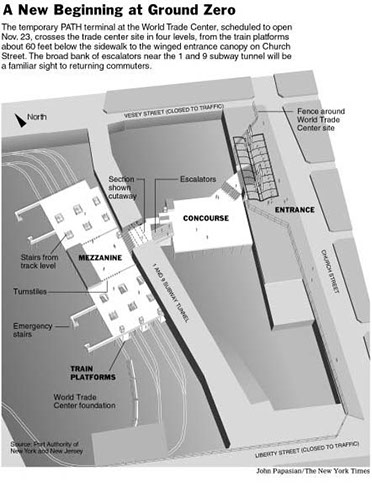 A New Beginning at Ground Zero
The temporary PATH terminal at the World Trade Center, scheduled to open
Nov. 23, crosses the trade center site in four levels, from the train platforms
about 60 feet below the sidewalk to the winged entrance canopy on Church
Street. The broad bank of escalators near the 1 and 9 subway tunnel will be
a familiar sight to returning commuters.
North
VESEY STREET (CLOSED TO TRAFFIC)
Fence around
World Trade
Center site
Section
shown
cutaway
Escalators
CONCOURSE
ENTRANCE
Stairs from
track level
MEZZANINE
CHURCH STREET
1 AND 9 SUBWAY TUNNEL
Turnstiles
Emergency
stairs
TRAIN
PLATFORMS
World Trade
Center foundation
Source: Port Authority of
New York and New Jersey
LIBERTY STREET (CLOSED TO TRAFFIC)
John Papasian/The New York Times